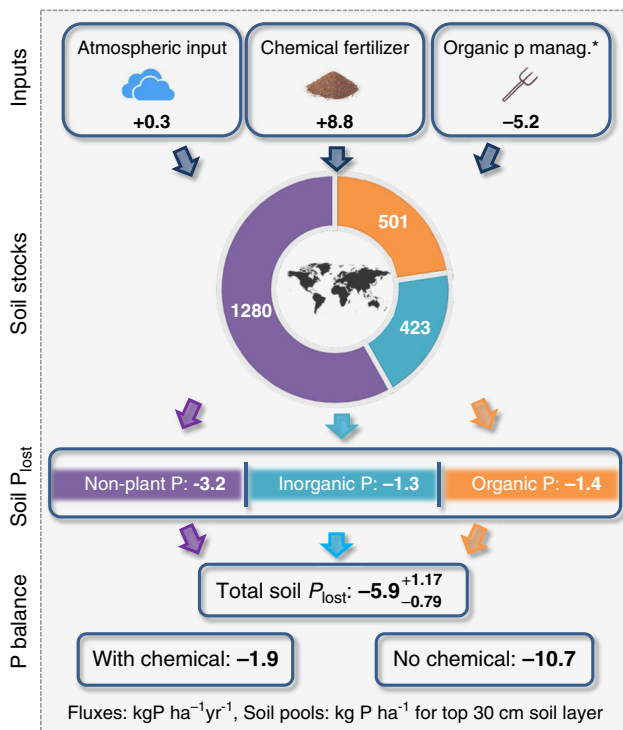 Inputs
Atmospheric input
+0.3
Chemical fertilizer
+8.8
Organic p manag.*
–5.2
Soil stocks
501
1280
423
Soil P_lost
Non-plant P: -3.2
Inorganic P: –1.3
Organic P: –1.4
P balance
Total soil P_lost: –5.9 +1.17 –0.79
With chemical: –1.9
No chemical: –10.7
Fluxes: kgP ha⁻¹yr⁻¹, Soil pools: kg P ha⁻¹ for top 30 cm soil layer